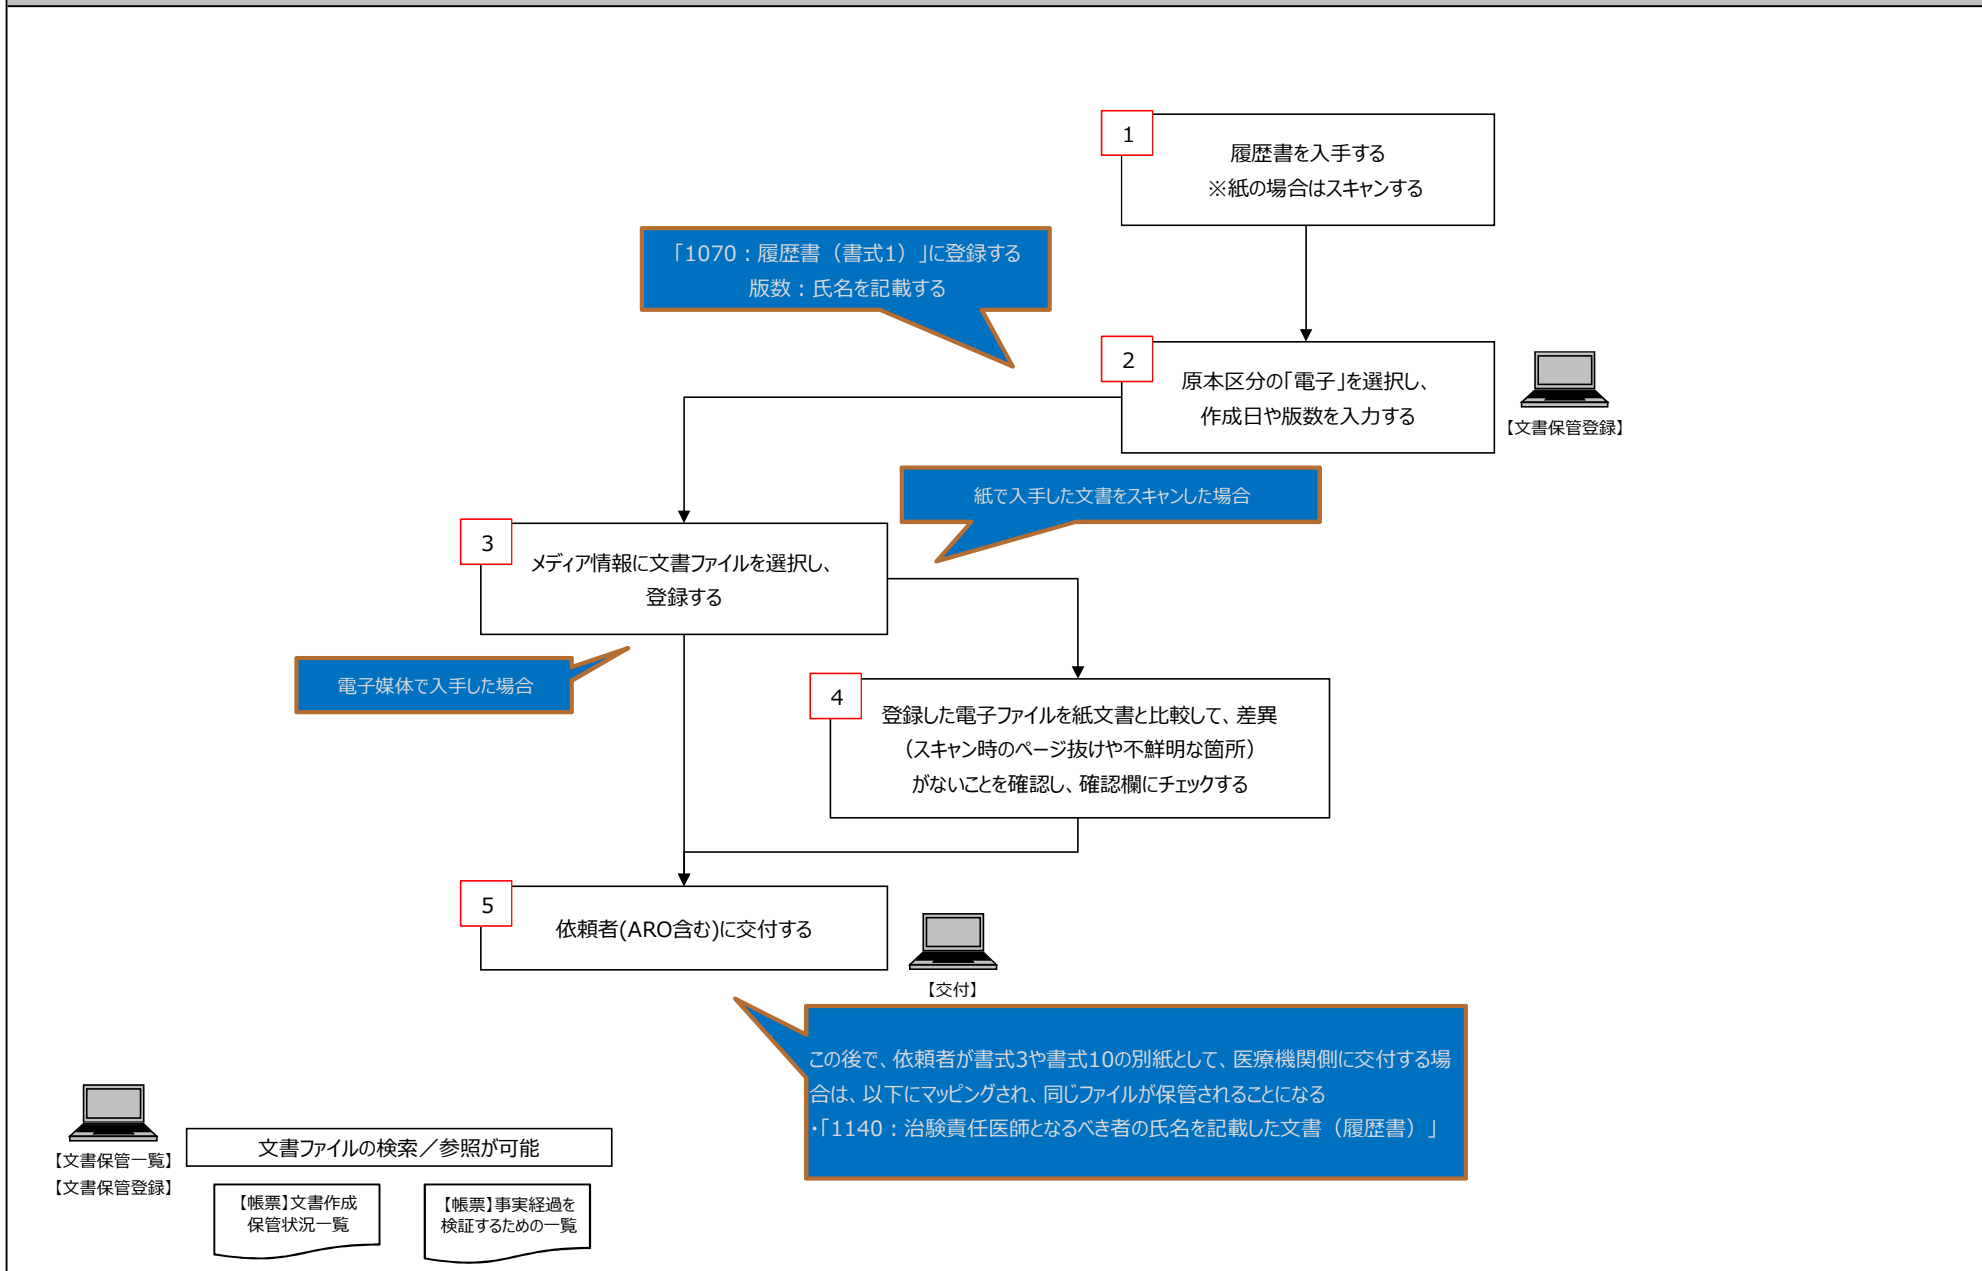 1
履歴書を入手する
※紙の場合はスキャンする
「1070：履歴書（書式1）」に登録する
版数：氏名を記載する
2
原本区分の「電子」を選択し、
作成日や版数を入力する
【文書保管登録】
紙で入手した文書をスキャンした場合
3
メディア情報に文書ファイルを選択し、
登録する
電子媒体で入手した場合
4
登録した電子ファイルを紙文書と比較して、差異
（スキャン時のページ抜けや不鮮明な箇所）
がないことを確認し、確認欄にチェックする
5
依頼者(ARO含む)に交付する
【交付】
この後で、依頼者が書式3や書式10の別紙として、医療機関側に交付する場
合は、以下にマッピングされ、同じファイルが保管されることになる
・「1140：治験責任医師となるべき者の氏名を記載した文書（履歴書）」
【文書保管一覧】
【文書保管登録】
文書ファイルの検索／参照が可能
【帳票】文書作成
保管状況一覧
【帳票】事実経過を
検証するための一覧